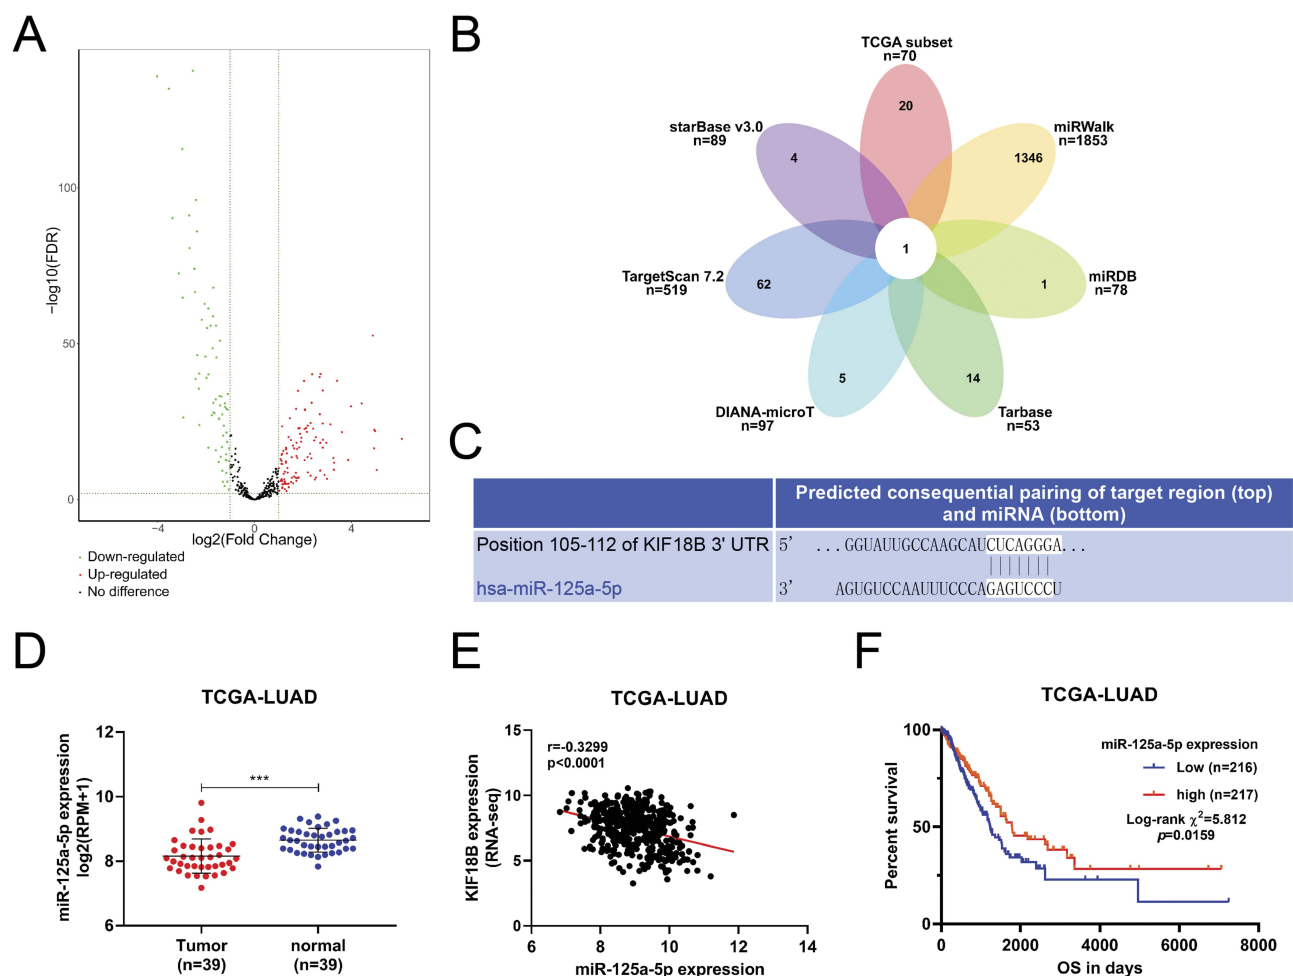 A
−log10(FDR)
100
50
0
−4
0
4
log2(Fold Change)
Down-regulated
Up-regulated
No difference
B
TCGA subset
n=70
20
starBase v3.0
n=89
4
miRWalk
n=1853
1346
TargetScan 7.2
n=519
62
1
miRDB
n=78
1
DIANA-microT
n=97
5
Tarbase
n=53
14
C
Predicted consequential pairing of target region (top)
and miRNA (bottom)
Position 105-112 of KIF18B 3' UTR 5' ...GGUAUUGCCAAGCAUCUCAGGGA...
hsa-miR-125a-5p 3' AGUGUCCAAUUUCCCAGAGUCCCU
D
TCGA-LUAD
miR-125a-5p expression
log2(RPM+1)
12
10
8
6
***
Tumor
(n=39)
normal
(n=39)
E
TCGA-LUAD
KIF18B expression
(RNA-seq)
15
10
5
0
r=-0.3299
p<0.0001
6 8 10 12 14
miR-125a-5p expression
F
TCGA-LUAD
Percent survival
100
50
0
miR-125a-5p expression
Low (n=216)
high (n=217)
Log-rank χ²=5.812
p=0.0159
0 2000 4000 6000 8000
OS in days